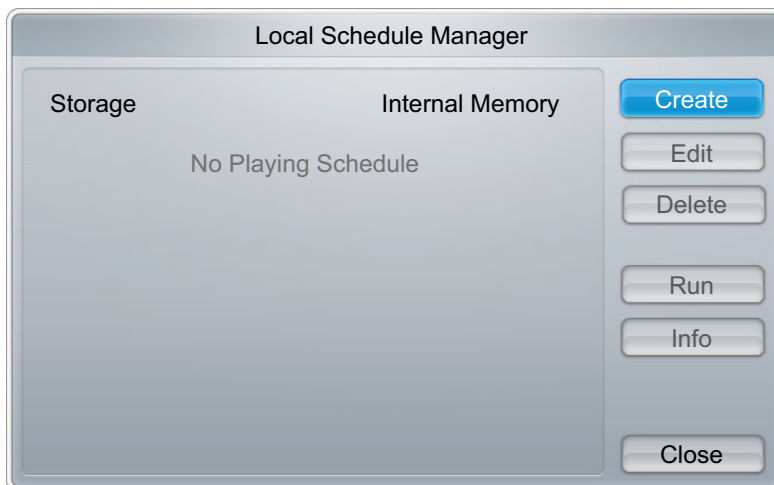 Local Schedule Manager
Storage Internal Memory
No Playing Schedule
Create
Edit
Delete
Run
Info
Close